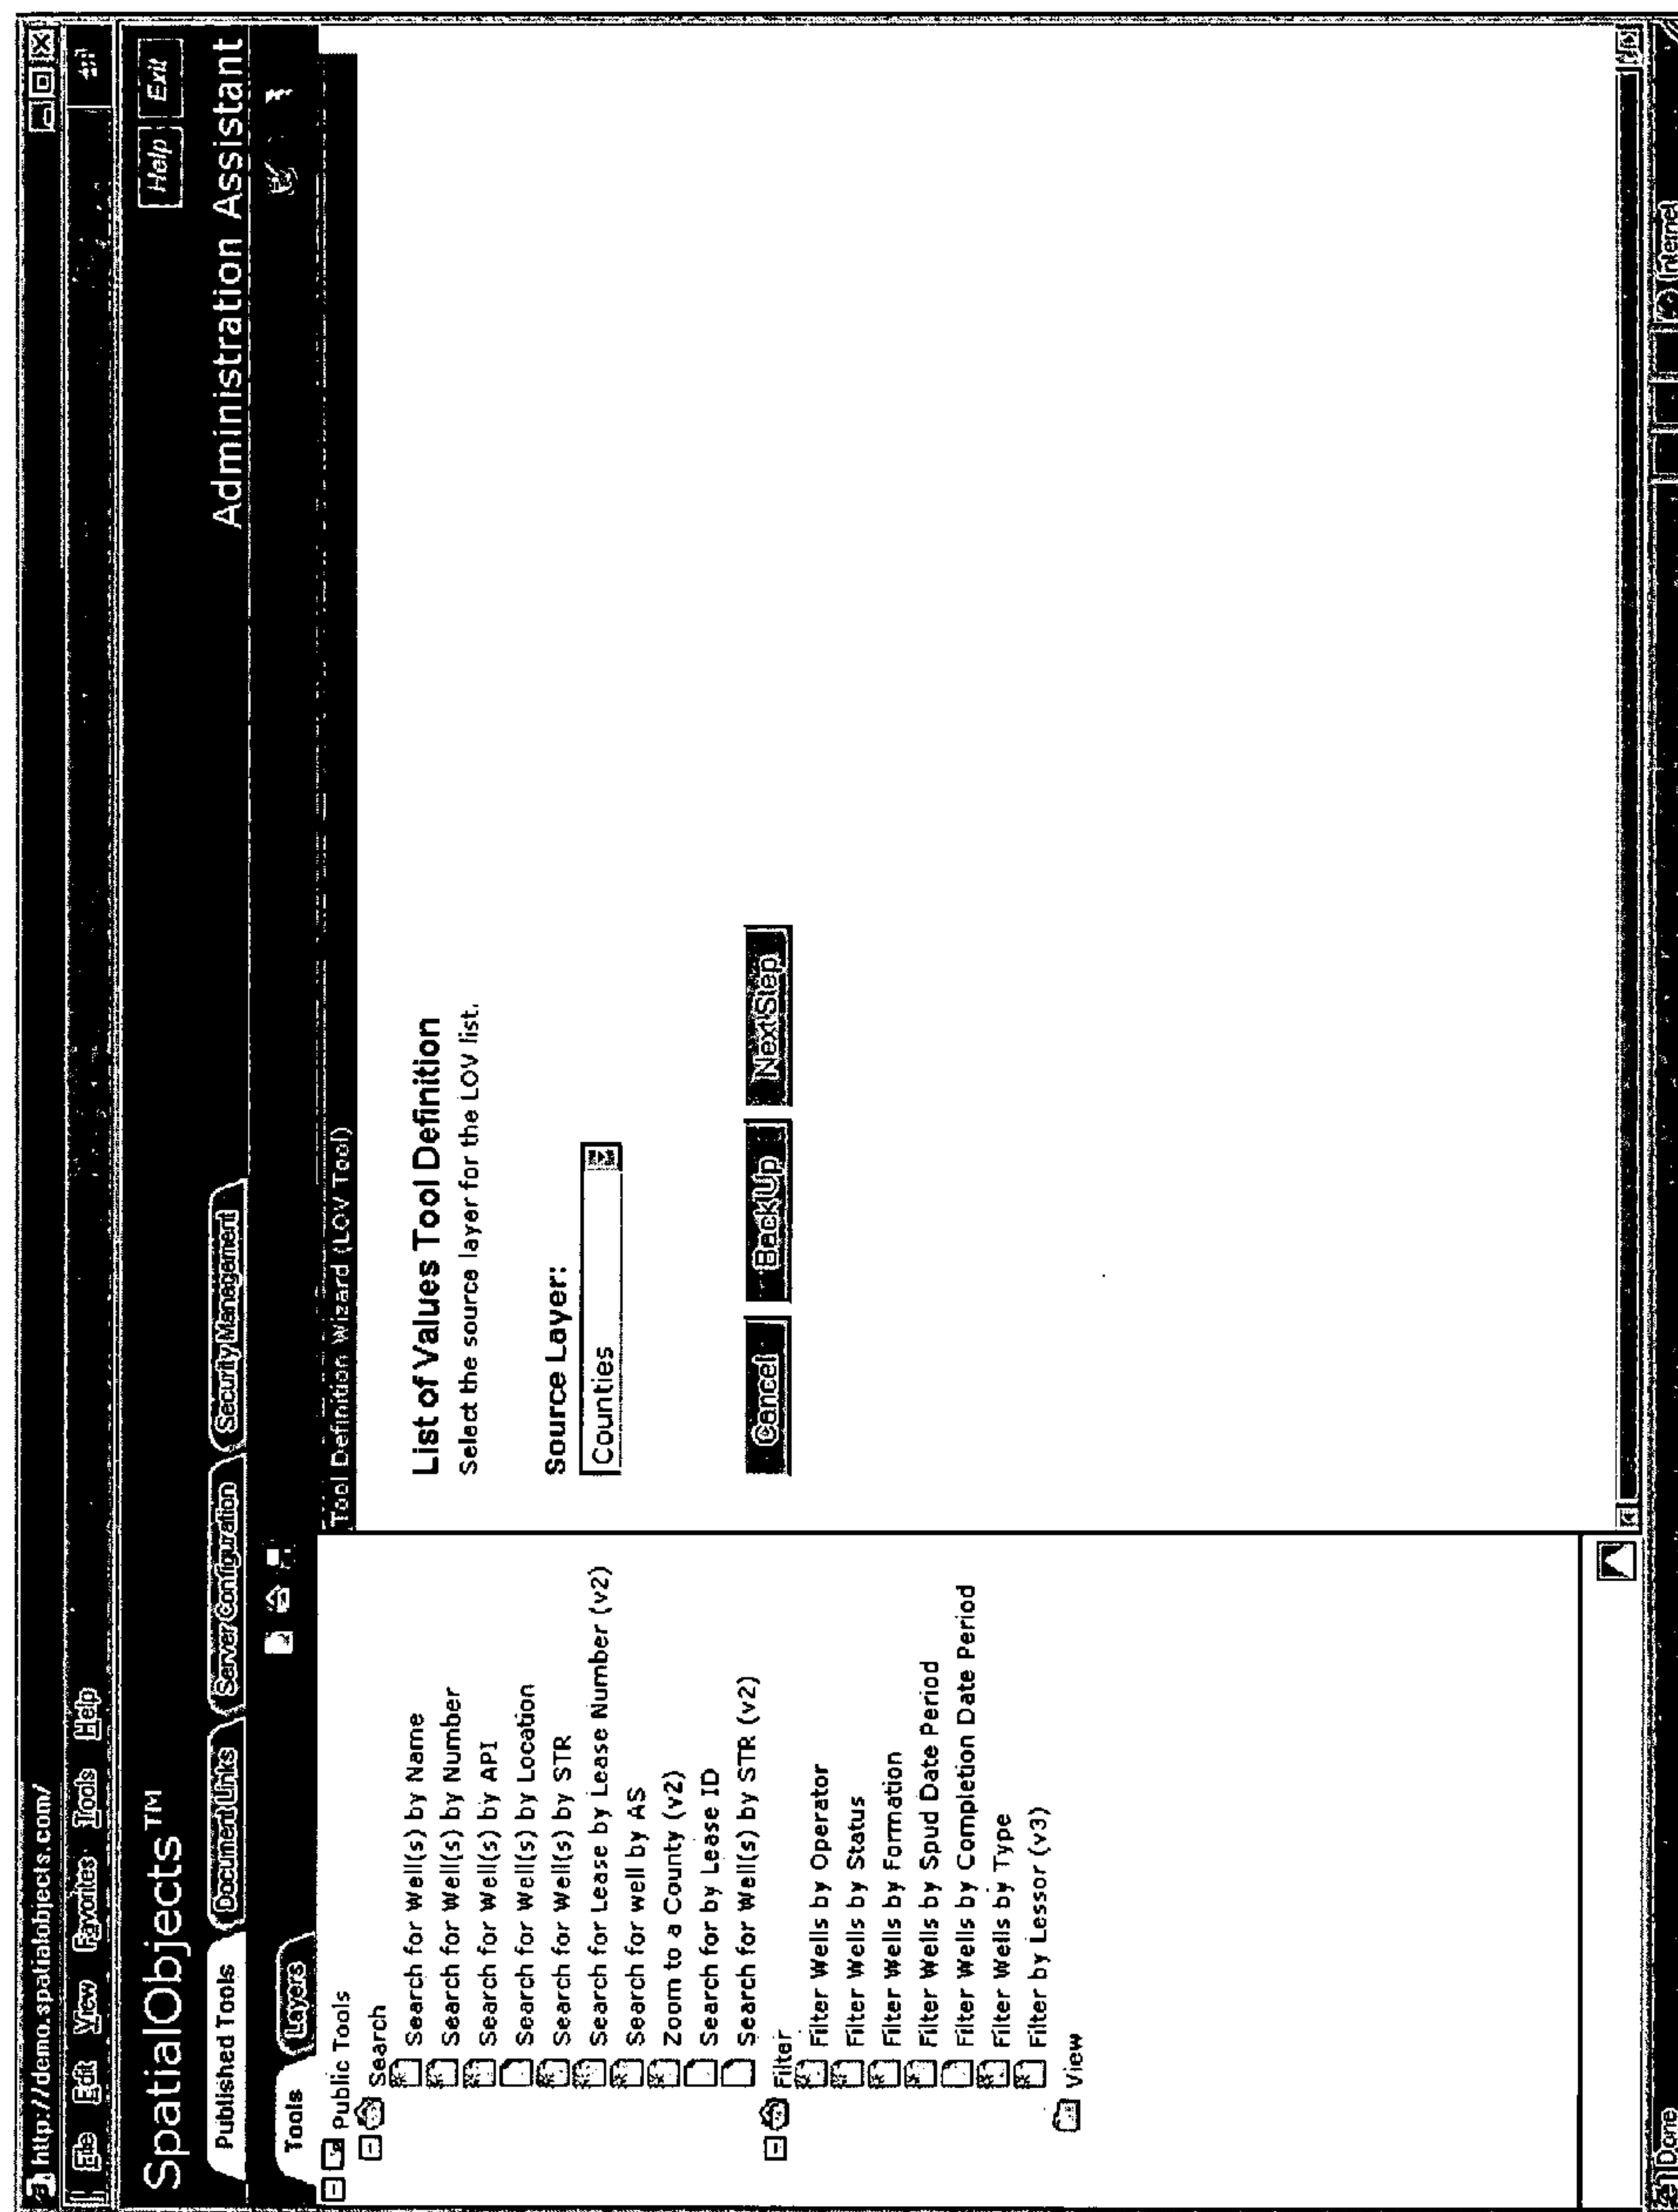 http://demo.spatialobjects.com/
File Edit View Favorites Tools Help
SpatialObjects™
Help Exit
Published Tools Document Links Server Configuration Security Management
Administration Assistant
Tools Layers
Public Tools
Search
Search for Well(s) by Name
Search for Well(s) by Number
Search for Well(s) by API
Search for Well(s) by Location
Search for Well(s) by STR
Search for Lease by Lease Number (v2)
Search for well by AS
Zoom to a County (v2)
Search for by Lease ID
Search for Well(s) by STR (v2)
Filter
Filter Wells by Operator
Filter Wells by Status
Filter Wells by Formation
Filter Wells by Spud Date Period
Filter Wells by Completion Date Period
Filter Wells by Type
Filter by Lessor (v3)
View
Tool Definition Wizard (LOV Tool)
List of Values Tool Definition
Select the source layer for the LOV list.
Source Layer:
Counties
Cancel BackUp Next Step
Done
Internet